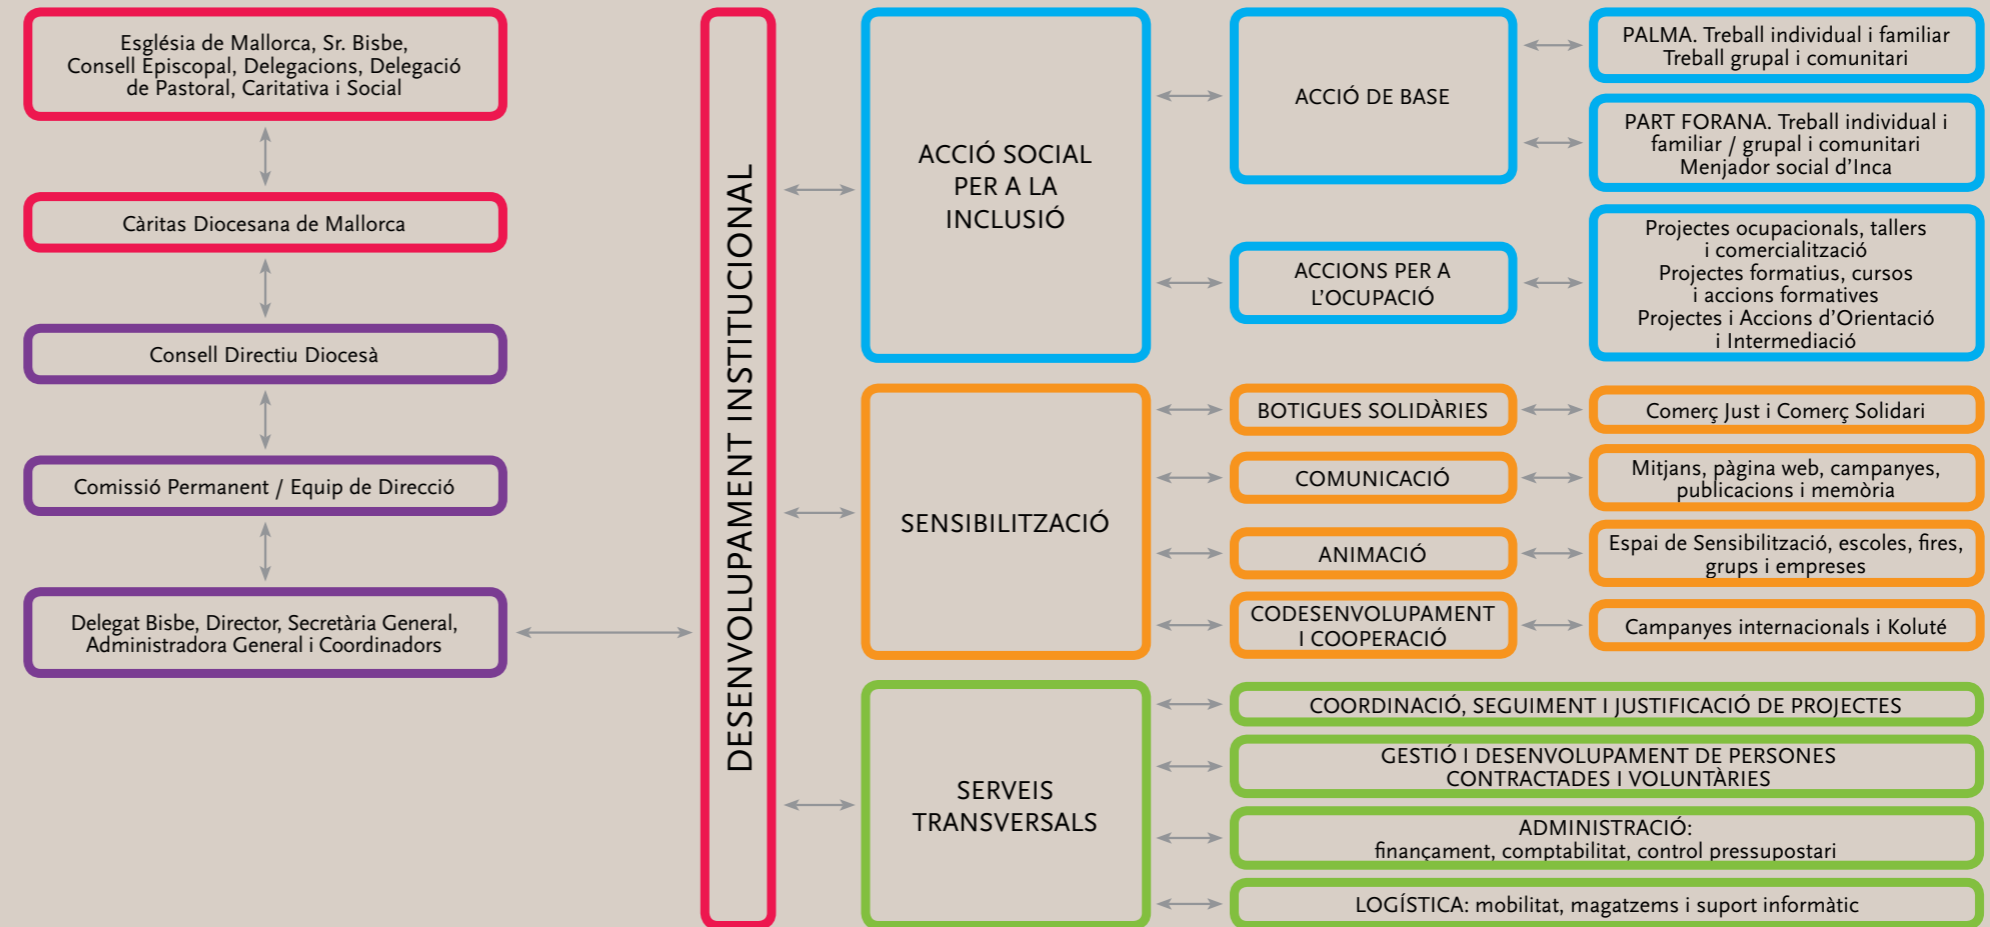 Església de Mallorca, Sr. Bisbe,
Consell Episcopal, Delegacions, Delegació
de Pastoral, Caritativa i Social
Càritas Diocesana de Mallorca
Consell Directiu Diocesà
Comissió Permanent / Equip de Direcció
Delegat Bisbe, Director, Secretària General,
Administradora General i Coordinadors
DESENVOLUPAMENT INSTITUCIONAL
ACCIÓ SOCIAL
PER A LA
INCLUSIÓ
ACCIÓ DE BASE
PALMA. Treball individual i familiar
Treball grupal i comunitari
PART FORANA. Treball individual i
familiar / grupal i comunitari
Menjador social d’Inca
ACCIONS PER A
L’OCUPACIÓ
Projectes ocupacionals, tallers
i comercialització
Projectes formatius, cursos
i accions formatives
Projectes i Accions d’Orientació
i Intermediació
SENSIBILITZACIÓ
BOTIGUES SOLIDÀRIES
Comerç Just i Comerç Solidari
COMUNICACIÓ
Mitjans, pàgina web, campanyes,
publicacions i memòria
ANIMACIÓ
Espai de Sensibilització, escoles, fires,
grups i empreses
CODESENVOLUPAMENT
I COOPERACIÓ
Campanyes internacionals i Koluté
SERVEIS
TRANSVERSALS
COORDINACIÓ, SEGUIMENT I JUSTIFICACIÓ DE PROJECTES
GESTIÓ I DESENVOLUPAMENT DE PERSONES
CONTRACTADES I VOLUNTÀRIES
ADMINISTRACIÓ:
finançament, comptabilitat, control pressupostari
LOGÍSTICA: mobilitat, magatzems i suport informàtic